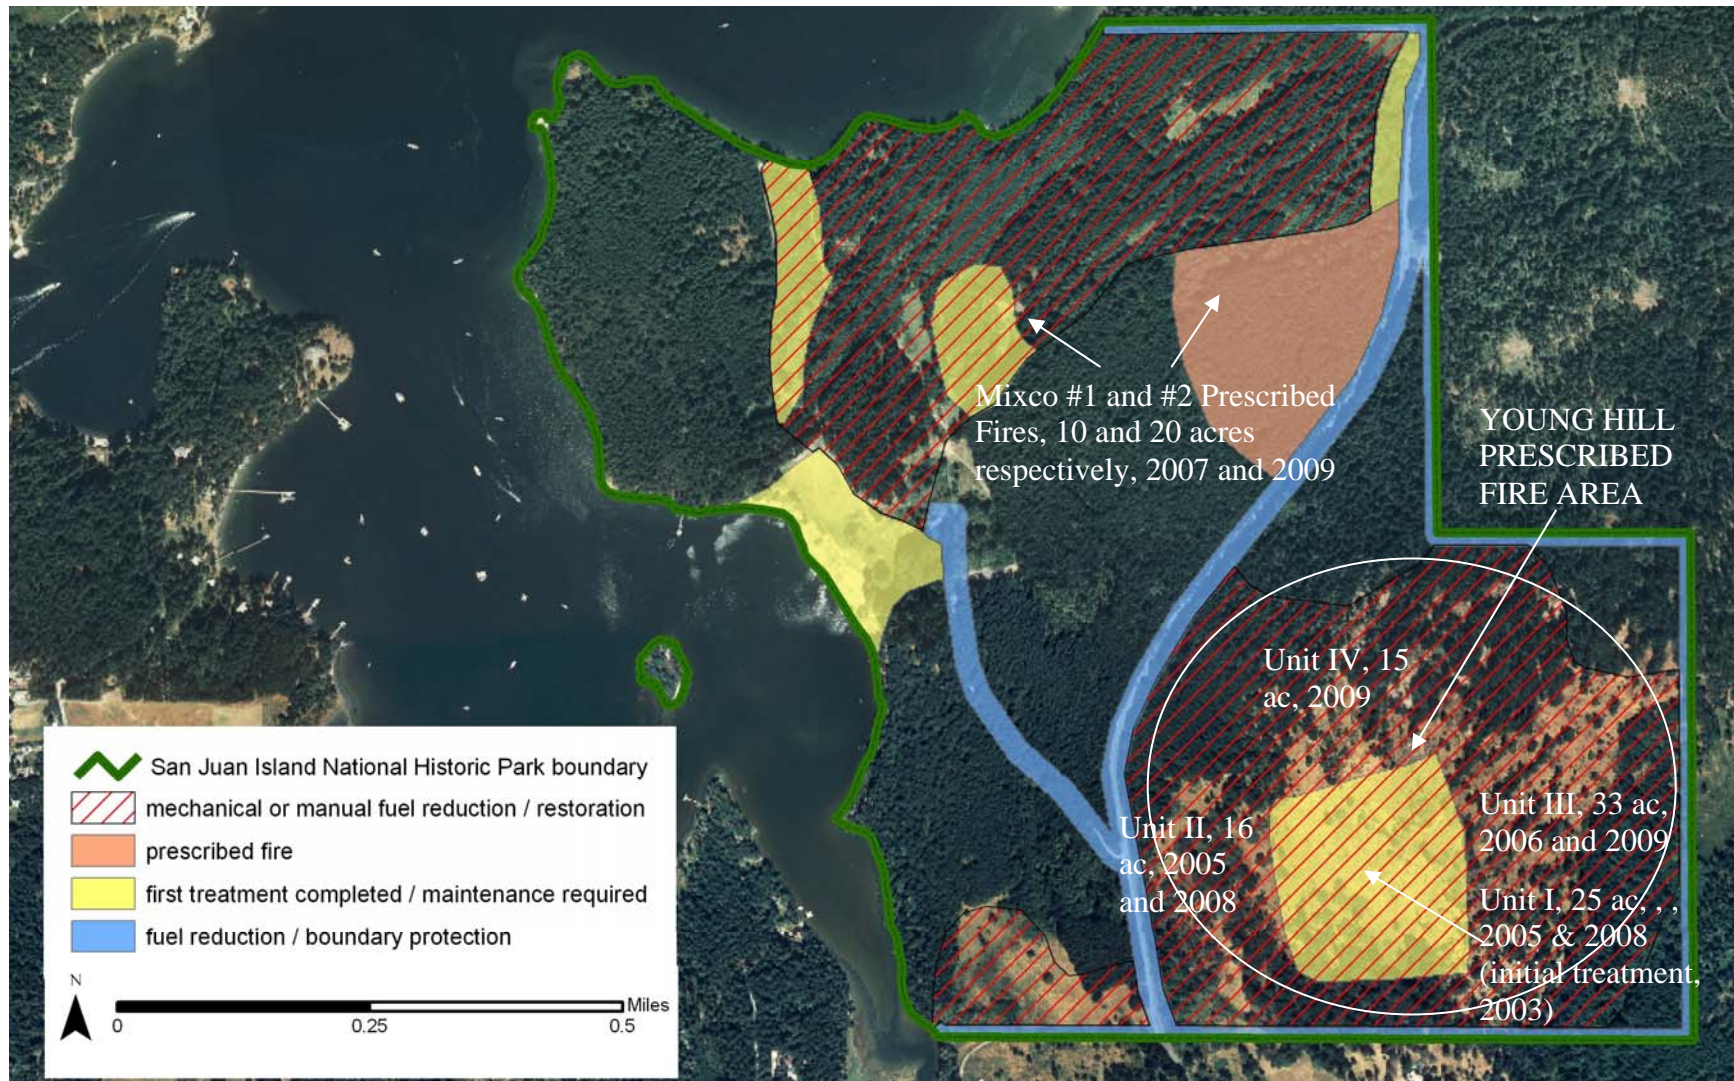 Mixco #1 and #2 Prescribed
Fires, 10 and 20 acres
respectively, 2007 and 2009
YOUNG HILL
PRESCRIBED
FIRE AREA
Unit IV, 15
ac, 2009
Unit II, 16
ac, 2005
and 2008
Unit III, 33 ac,
2006 and 2009
Unit I, 25 ac, , ,
2005 & 2008
(initial treatment,
2003)
San Juan Island National Historic Park boundary
mechanical or manual fuel reduction / restoration
prescribed fire
first treatment completed / maintenance required
fuel reduction / boundary protection
N
Miles
0 0.25 0.5